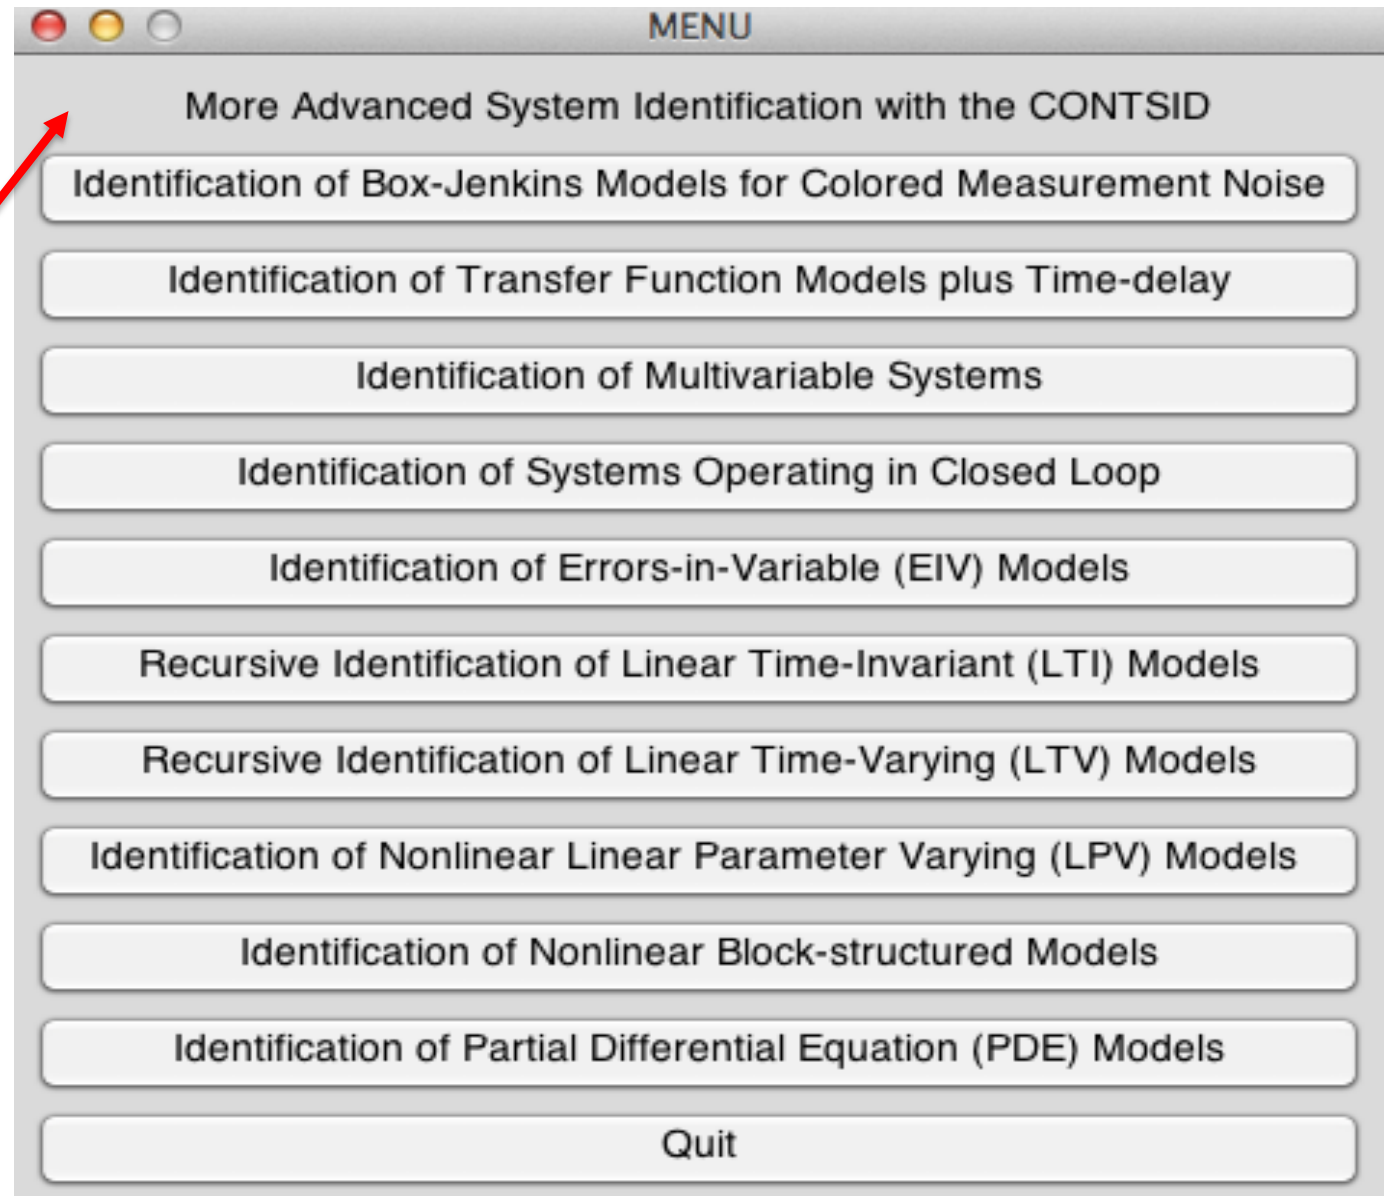 MENU
More Advanced System Identification with the CONTSID
Identification of Box-Jenkins Models for Colored Measurement Noise
Identification of Transfer Function Models plus Time-delay
Identification of Multivariable Systems
Identification of Systems Operating in Closed Loop
Identification of Errors-in-Variable (EIV) Models
Recursive Identification of Linear Time-Invariant (LTI) Models
Recursive Identification of Linear Time-Varying (LTV) Models
Identification of Nonlinear Linear Parameter Varying (LPV) Models
Identification of Nonlinear Block-structured Models
Identification of Partial Differential Equation (PDE) Models
Quit